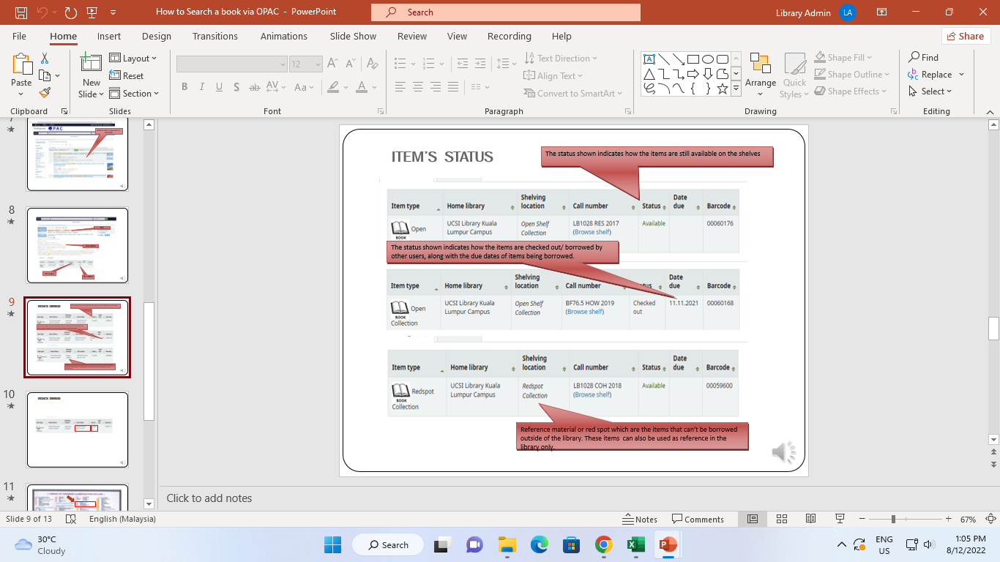 How to Search a book via OPAC - PowerPoint
Search
Library Admin
LA
File Home Insert Design Transitions Animations Slide Show Review View Recording Help
Share
Paste
New
Slide
Layout
Reset
Section
12
B I U S ab AV Aa A
Text Direction
Align Text
Convert to SmartArt
Arrange
Quick
Styles
Shape Fill
Shape Outline
Shape Effects
Find
Replace
Select
Clipboard Slides Font Paragraph Drawing Editing
7
8
9
10
11
ITEM'S STATUS
The status shown indicates how the items are still available on the shelves
Item type Home library Shelving location Call number Status Date due Barcode
BOOK Open
UCSI Library Kuala Lumpur Campus
Open Shelf Collection
LB1028 RES 2017
(Browse shelf)
Available
00060176
The status shown indicates how the items are checked out/ borrowed by
other users, along with the due dates of items being borrowed.
Item type Home library Shelving location Call number tus Date due Barcode
BOOK Open Collection
UCSI Library Kuala Lumpur Campus
Open Shelf Collection
BF76.5 HOW 2019
(Browse shelf)
Checked out
11.11.2021
00060168
Item type Home library Shelving location Call number Status Date due Barcode
BOOK Redspot Collection
UCSI Library Kuala Lumpur Campus
Redspot Collection
LB1028 COH 2018
(Browse shelf)
Available
00059600
Reference material or red spot which are the items that can't be borrowed
outside of the library. These items can also be used as reference in the
library only.
Click to add notes
Slide 9 of 13
English (Malaysia)
Notes
Comments
67%
30°C
Cloudy
Search
ENG
US
1:05 PM
8/12/2022